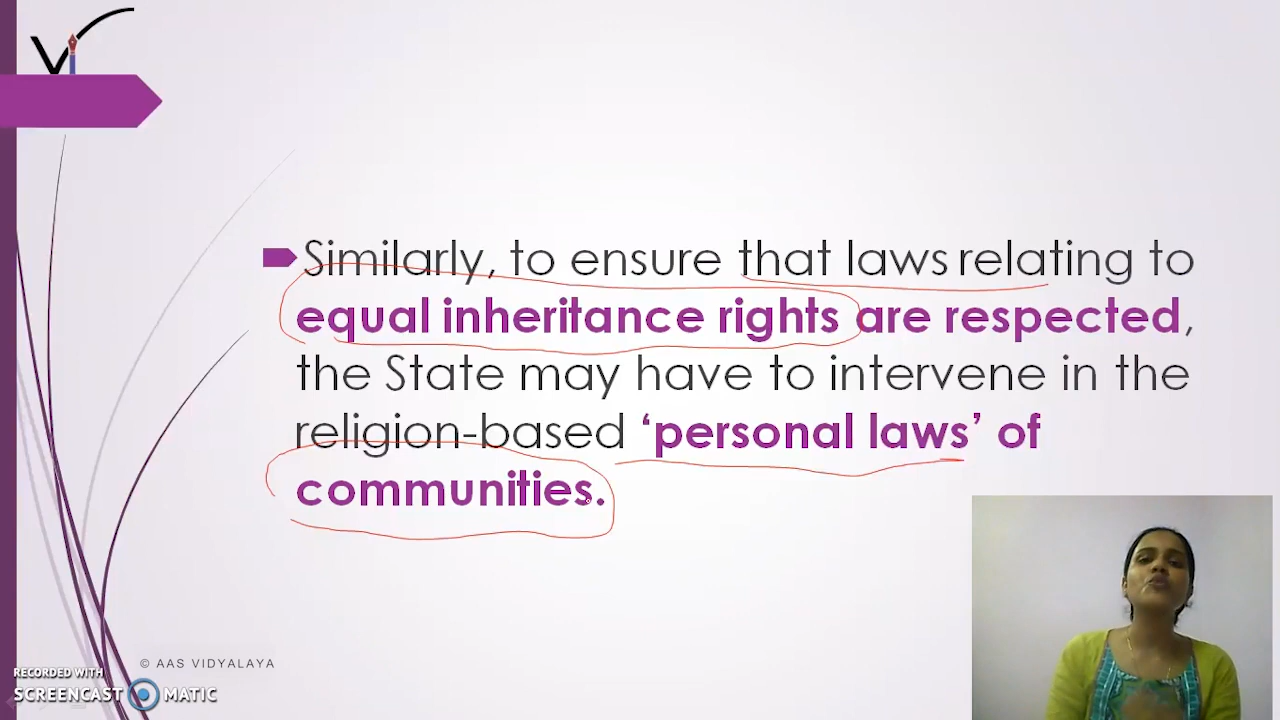 Vi
Similarly, to ensure that laws relating to
equal inheritance rights are respected,
the State may have to intervene in the
religion-based ‘personal laws’ of
communities.
© AAS VIDYALAYA
RECORDED WITH
SCREENCAST MATIC